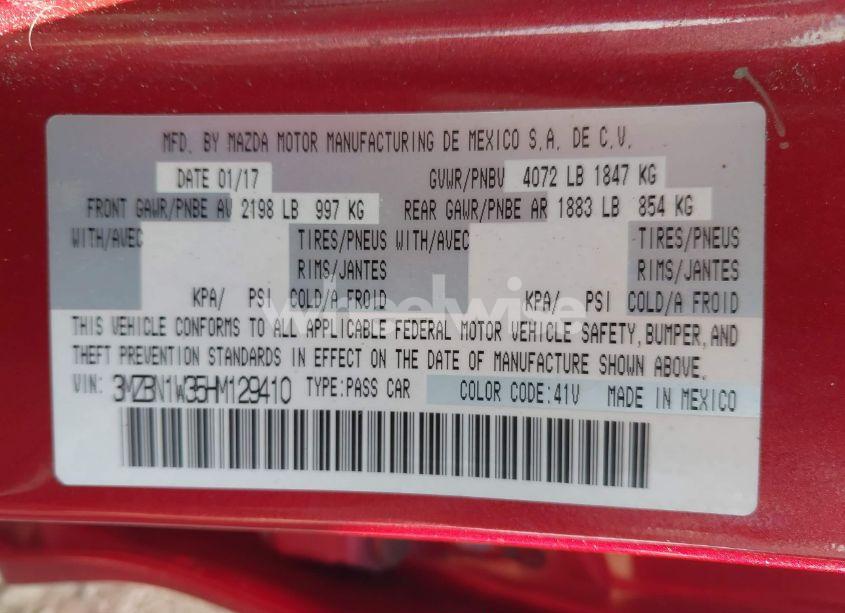 MFD. BY MAZDA MOTOR MANUFACTURING DE MEXICO S.A. DE C.V.
DATE 01/17 GVWR/PNBV 4072 LB 1847 KG
FRONT GAWR/PNBE AV 2198 LB 997 KG REAR GAWR/PNBE AR 1883 LB 854 KG
WITH/AVEC TIRES/PNEUS WITH/AVEC TIRES/PNEUS
RIMS/JANTES RIMS/JANTES
KPA/ PSI COLD/A FROID KPA/ PSI COLD/A FROID
wheelwise
THIS VEHICLE CONFORMS TO ALL APPLICABLE FEDERAL MOTOR VEHICLE SAFETY, BUMPER, AND
THEFT PREVENTION STANDARDS IN EFFECT ON THE DATE OF MANUFACTURE SHOWN ABOVE.
VIN: 3MZBN1W35HM129410 TYPE:PASS CAR COLOR CODE:41V MADE IN MEXICO